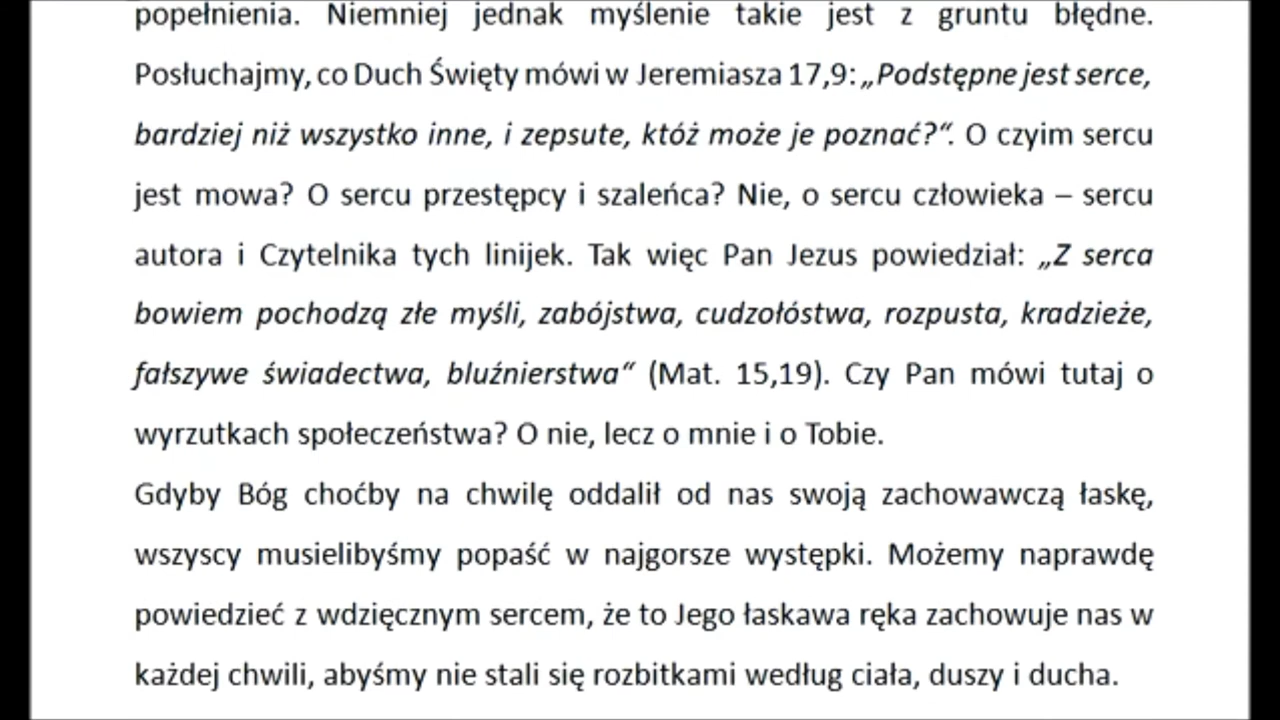 popełnienia. Niemniej jednak myślenie takie jest z gruntu błędne.
Posłuchajmy, co Duch Święty mówi w Jeremiasza 17,9: „Podstępne jest serce,
bardziej niż wszystko inne, i zepsute, któż może je poznać?“. O czyim sercu
jest mowa? O sercu przestępcy i szaleńca? Nie, o sercu człowieka – sercu
autora i Czytelnika tych linijek. Tak więc Pan Jezus powiedział: „Z serca
bowiem pochodzą złe myśli, zabójstwa, cudzołóstwa, rozpusta, kradzieże,
fałszywe świadectwa, bluźnierstwa“ (Mat. 15,19). Czy Pan mówi tutaj o
wyrzutkach społeczeństwa? O nie, lecz o mnie i o Tobie.
Gdyby Bóg choćby na chwilę oddalił od nas swoją zachowawczą łaskę,
wszyscy musielibyśmy popaść w najgorsze występki. Możemy naprawdę
powiedzieć z wdzięcznym sercem, że to Jego łaskawa ręka zachowuje nas w
każdej chwili, abyśmy nie stali się rozbitkami według ciała, duszy i ducha.